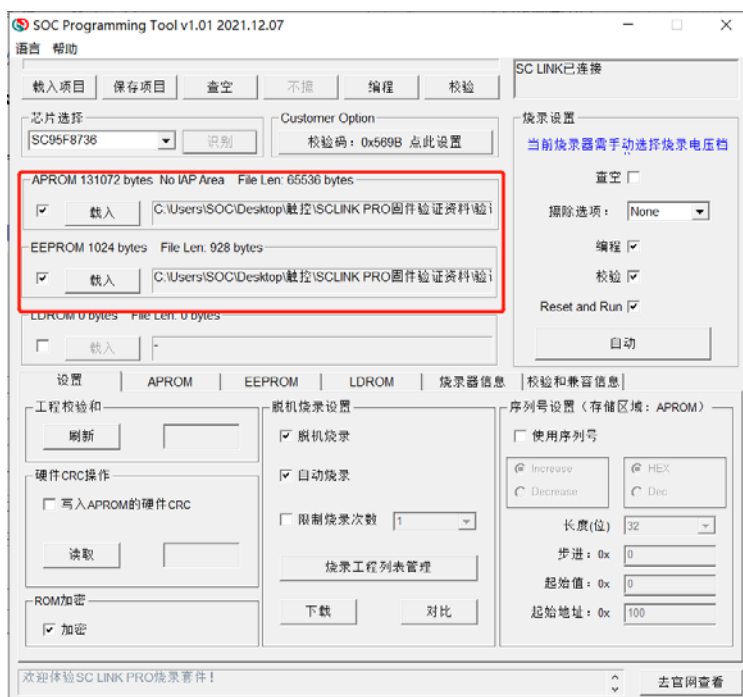 SOC Programming Tool v1.01 2021.12.07
语言 帮助
载入项目 保存项目 查空 不擦 编程 校验
SC LINK已连接
芯片选择
SC95F8736 识别
Customer Option
校验码：0x569B 点此设置
烧录设置
当前烧录器需手动选择烧录电压档
查空
擦除选项： None
编程
校验
Reset and Run
自动
APROM 131072 bytes No IAP Area File Len: 65536 bytes
载入 C:\Users\SOC\Desktop\触控\SCLINK PRO固件验证资料\验
EEPROM 1024 bytes File Len: 928 bytes
载入 C:\Users\SOC\Desktop\触控\SCLINK PRO固件验证资料\验
LDROM 0 bytes File Len: 0 bytes
载入 -
设置 APROM EEPROM LDROM 烧录器信息 校验和兼容信息
工程校验和
刷新
硬件CRC操作
写入APROM的硬件CRC
读取
ROM加密
加密
脱机烧录设置
脱机烧录
自动烧录
限制烧录次数 1
烧录工程列表管理
下载 对比
序列号设置（存储区域：APROM）
使用序列号
Increase HEX
Decrease Dec
长度(位) 32
步进：0x 0
起始值：0x 0
起始地址：0x 100
欢迎体验SC LINK PRO烧录套件！
去官网查看